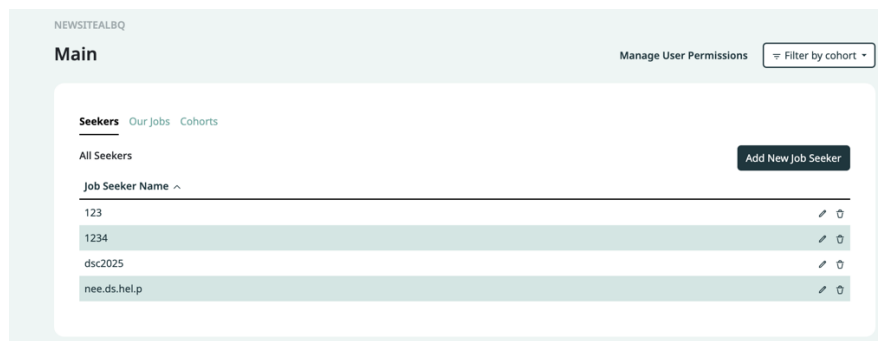 NEWSITEALBQ
Main
Manage User Permissions
Filter by cohort
Seekers Our Jobs Cohorts
All Seekers
Add New Job Seeker
Job Seeker Name
123
1234
dsc2025
nee.ds.hel.p